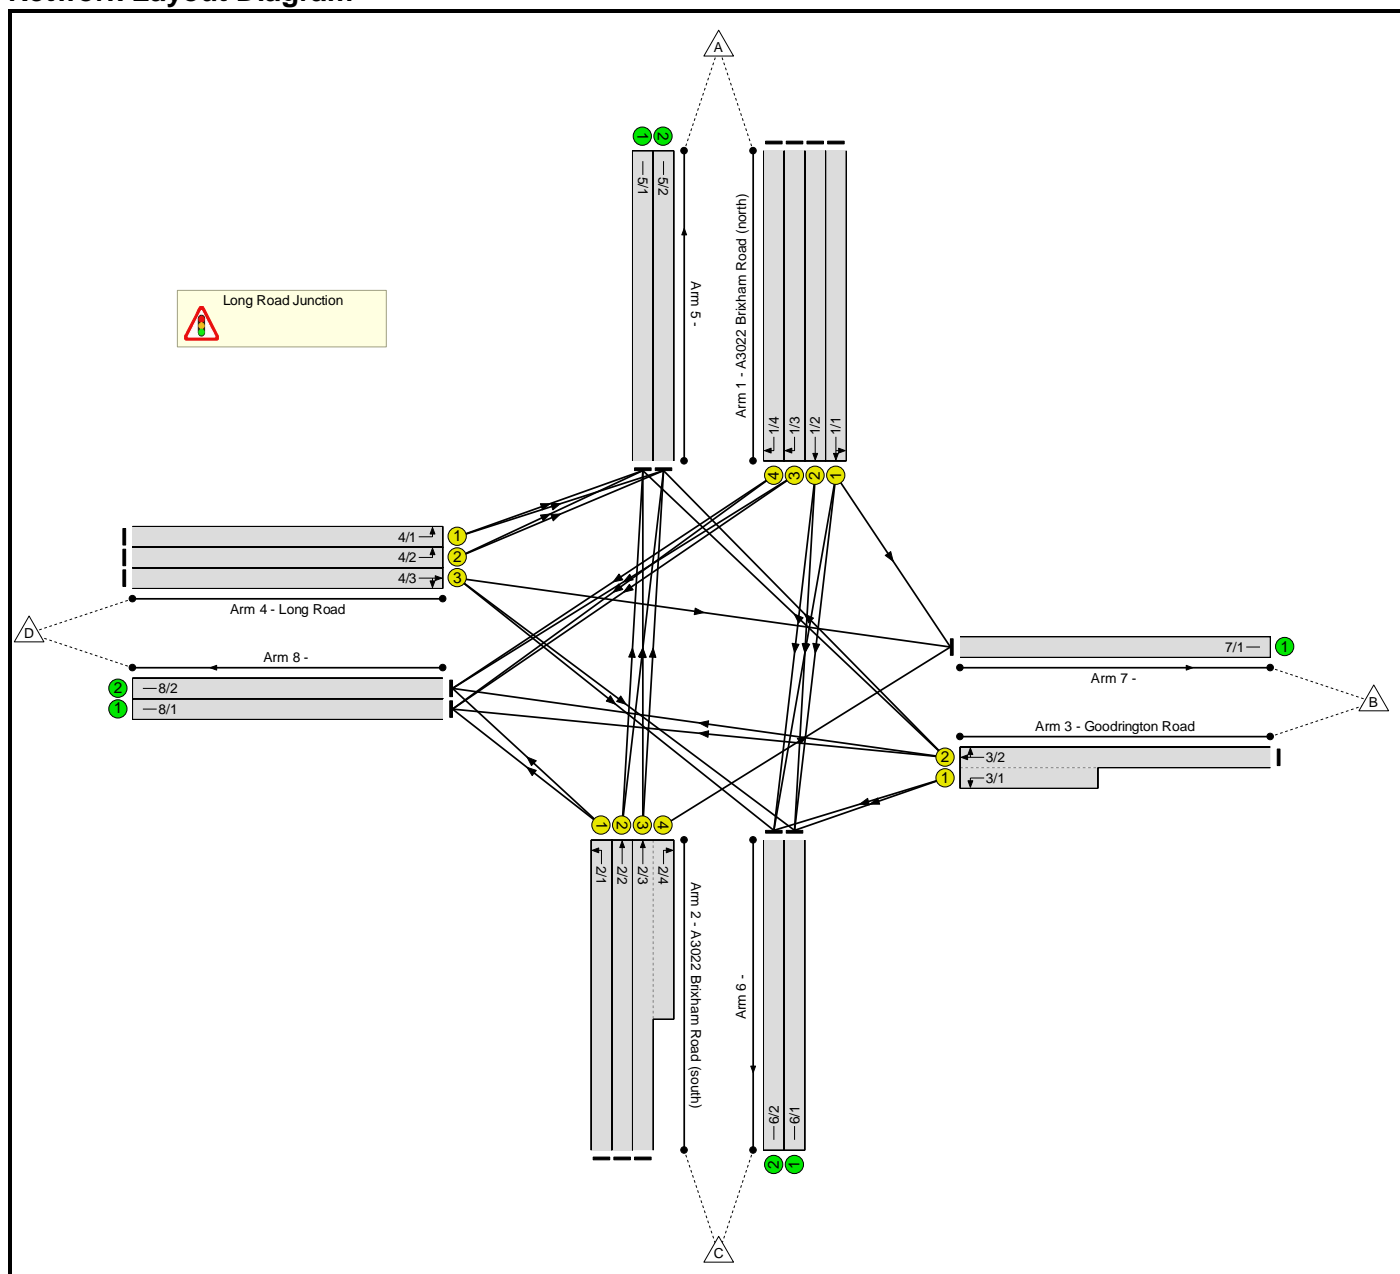 Network Layout Diagram
A
1
2
5/1
5/2
Arm 5 -
Arm 1 - A3022 Brixham Road (north)
1/4
1/3
1/2
1/1
4
3
2
1
Long Road Junction
4/1
4/2
4/3
1
2
3
Arm 4 - Long Road
D
Arm 8 -
2
8/2
1
8/1
7/1
1
Arm 7 -
B
Arm 3 - Goodrington Road
2
3/2
1
3/1
1
2
3
4
2/1
2/2
2/3
2/4
Arm 2 - A3022 Brixham Road (south)
Arm 6 -
6/2
6/1
2
1
C